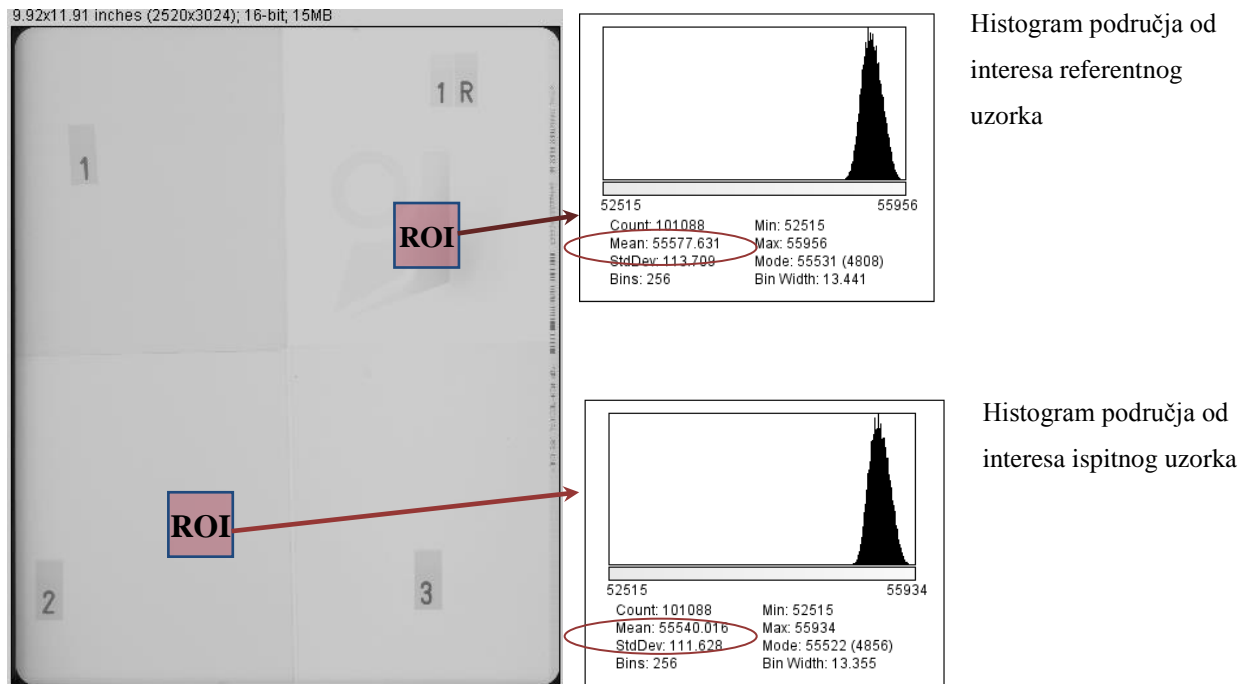 9.92x11.91 inches (2520x3024); 16-bit; 15MB
1 R
1
ROI
ROI
2
3
52515 55956
Count: 101088 Min: 52515
Mean: 55577.631 Max: 55956
StdDev: 113.709 Mode: 55531 (4808)
Bins: 256 Bin Width: 13.441
Histogram područja od
interesa referentnog
uzorka
52515 55934
Count: 101088 Min: 52515
Mean: 55540.016 Max: 55934
StdDev: 111.628 Mode: 55522 (4856)
Bins: 256 Bin Width: 13.355
Histogram područja od
interesa ispitnog uzorka